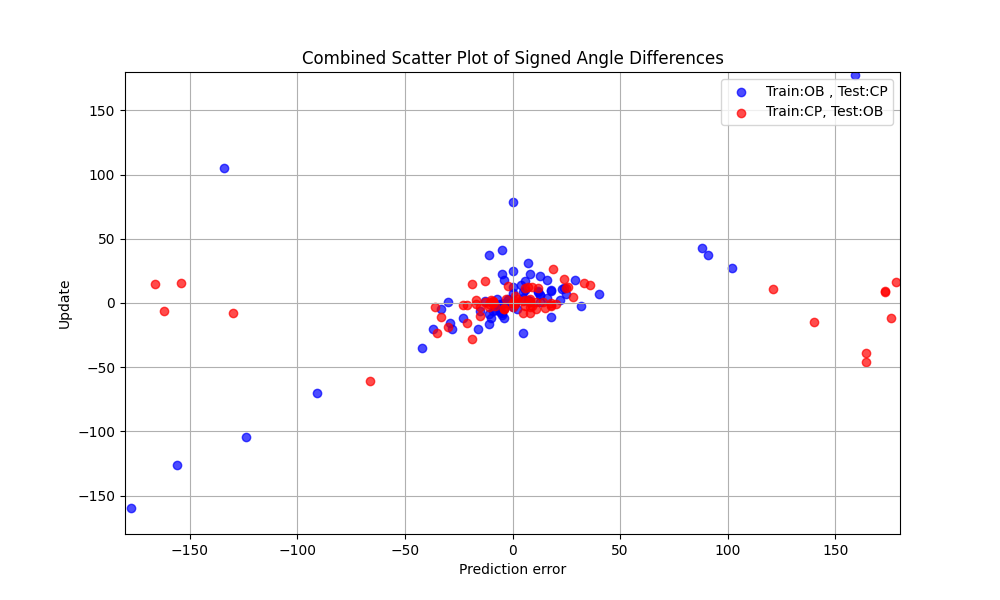 Combined Scatter Plot of Signed Angle Differences
Train:OB , Test:CP
Train:CP, Test:OB
150
100
50
0
−50
−100
−150
Update
−150
−100
−50
0
50
100
150
Prediction error